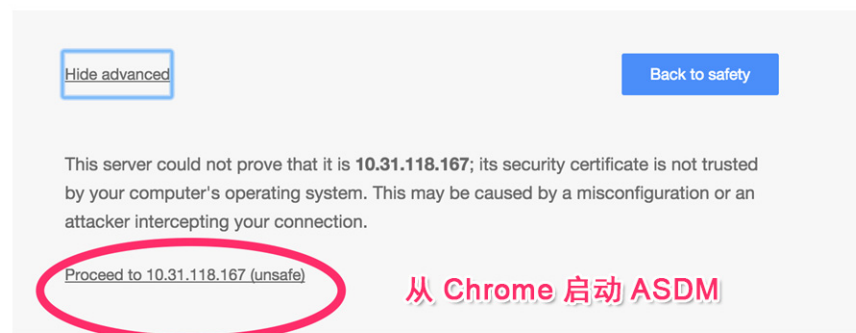 Hide advanced
Back to safety
This server could not prove that it is 10.31.118.167; its security certificate is not trusted
by your computer's operating system. This may be caused by a misconfiguration or an
attacker intercepting your connection.
Proceed to 10.31.118.167 (unsafe)
从 Chrome 启动 ASDM